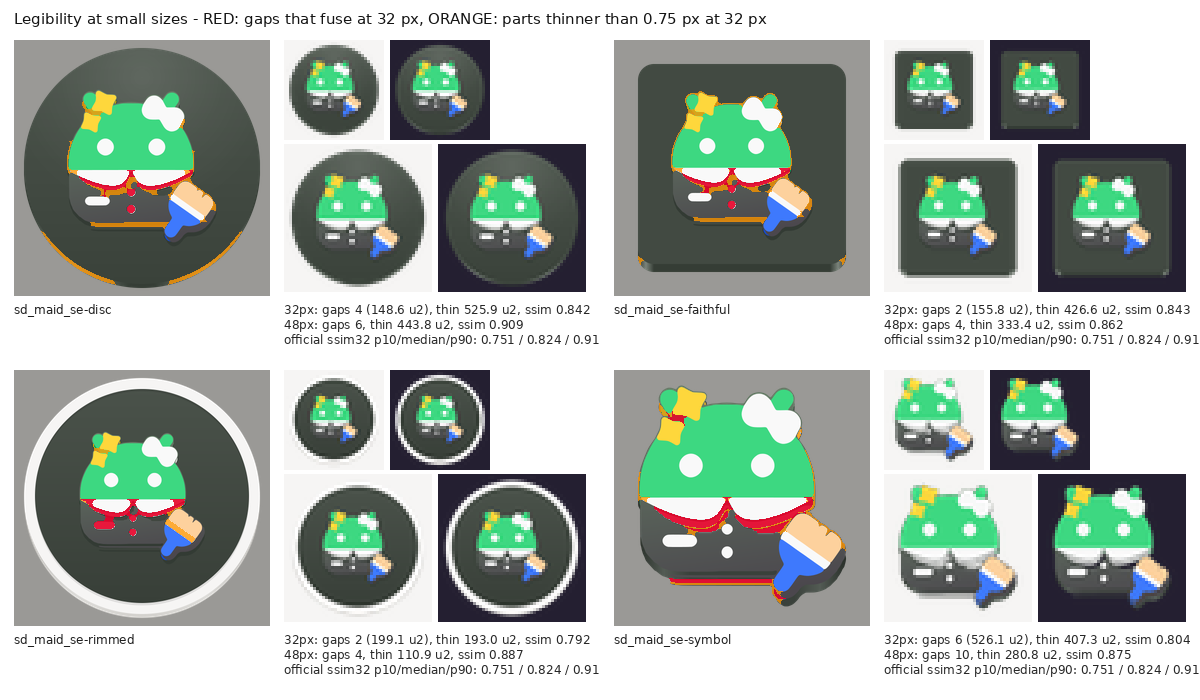 Legibility at small sizes - RED: gaps that fuse at 32 px, ORANGE: parts thinner than 0.75 px at 32 px
sd_maid_se-disc
32px: gaps 4 (148.6 u2), thin 525.9 u2, ssim 0.842
48px: gaps 6, thin 443.8 u2, ssim 0.909
official ssim32 p10/median/p90: 0.751 / 0.824 / 0.91
sd_maid_se-faithful
32px: gaps 2 (155.8 u2), thin 426.6 u2, ssim 0.843
48px: gaps 4, thin 333.4 u2, ssim 0.862
official ssim32 p10/median/p90: 0.751 / 0.824 / 0.91
sd_maid_se-rimmed
32px: gaps 2 (199.1 u2), thin 193.0 u2, ssim 0.792
48px: gaps 4, thin 110.9 u2, ssim 0.887
official ssim32 p10/median/p90: 0.751 / 0.824 / 0.91
sd_maid_se-symbol
32px: gaps 6 (526.1 u2), thin 407.3 u2, ssim 0.804
48px: gaps 10, thin 280.8 u2, ssim 0.875
official ssim32 p10/median/p90: 0.751 / 0.824 / 0.91